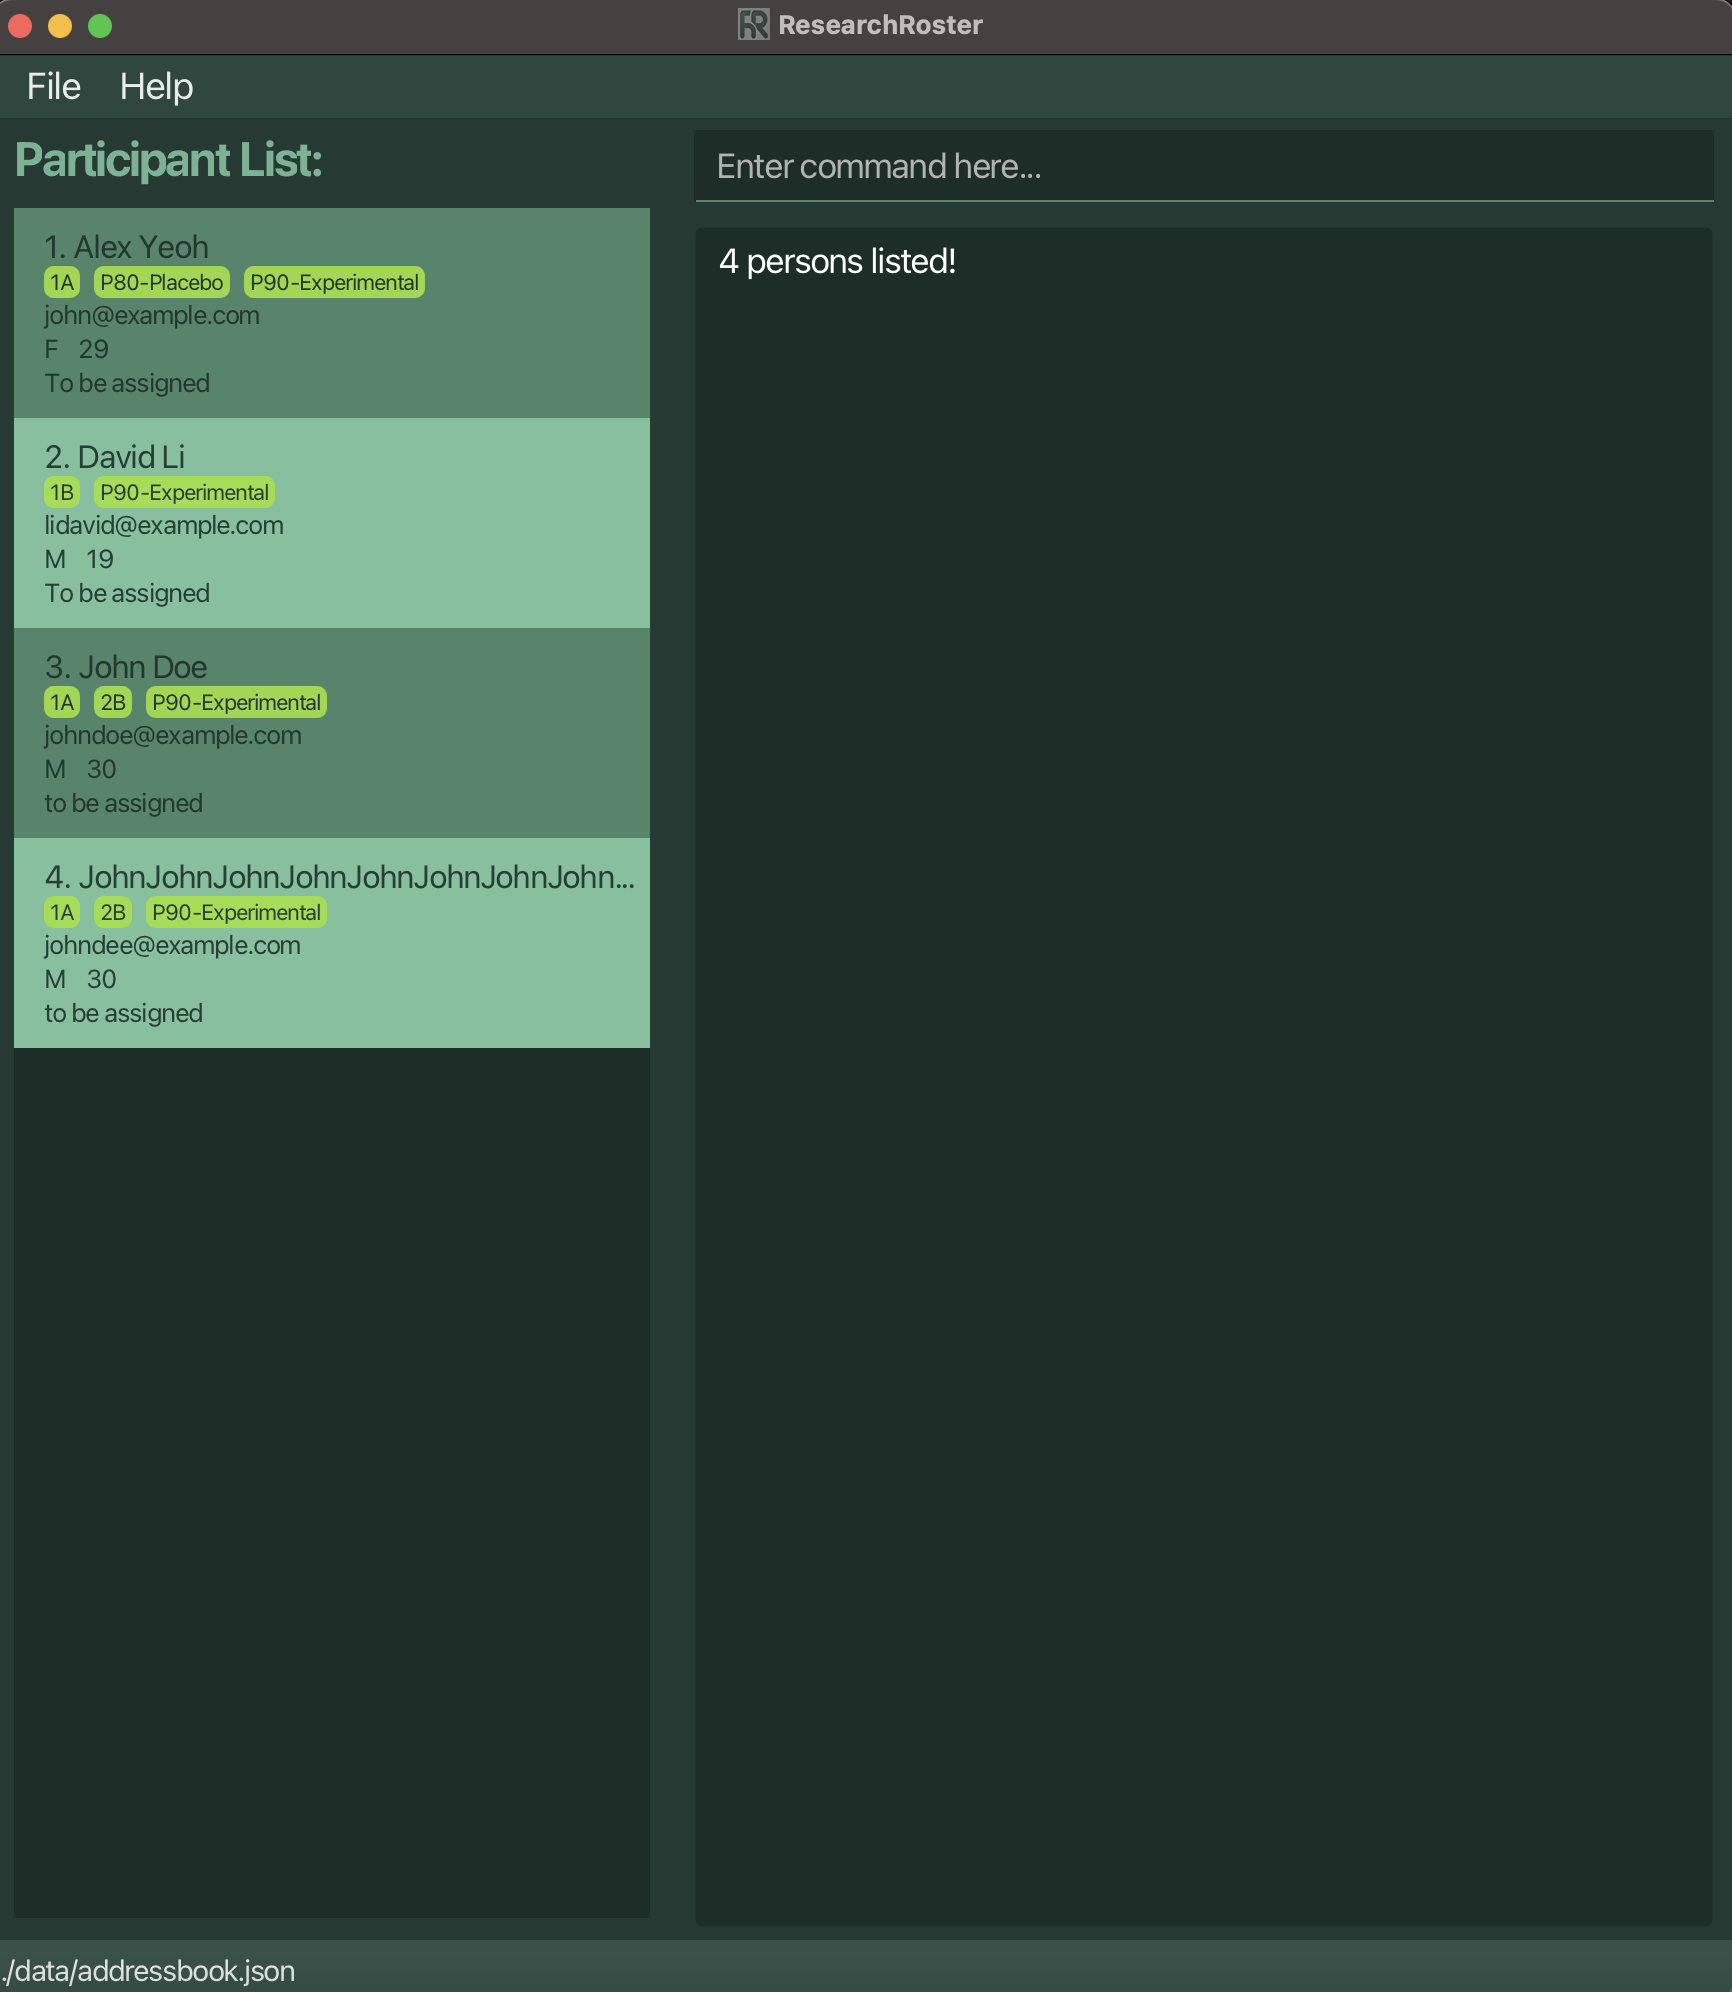 ResearchRoster
File Help
Participant List:
1. Alex Yeoh
1A P80-Placebo P90-Experimental
john@example.com
F 29
To be assigned
2. David Li
1B P90-Experimental
lidavid@example.com
M 19
To be assigned
3. John Doe
1A 2B P90-Experimental
johndoe@example.com
M 30
to be assigned
4. JohnJohnJohnJohnJohnJohnJohnJohn...
1A 2B P90-Experimental
johndee@example.com
M 30
to be assigned
Enter command here...
4 persons listed!
./data/addressbook.json